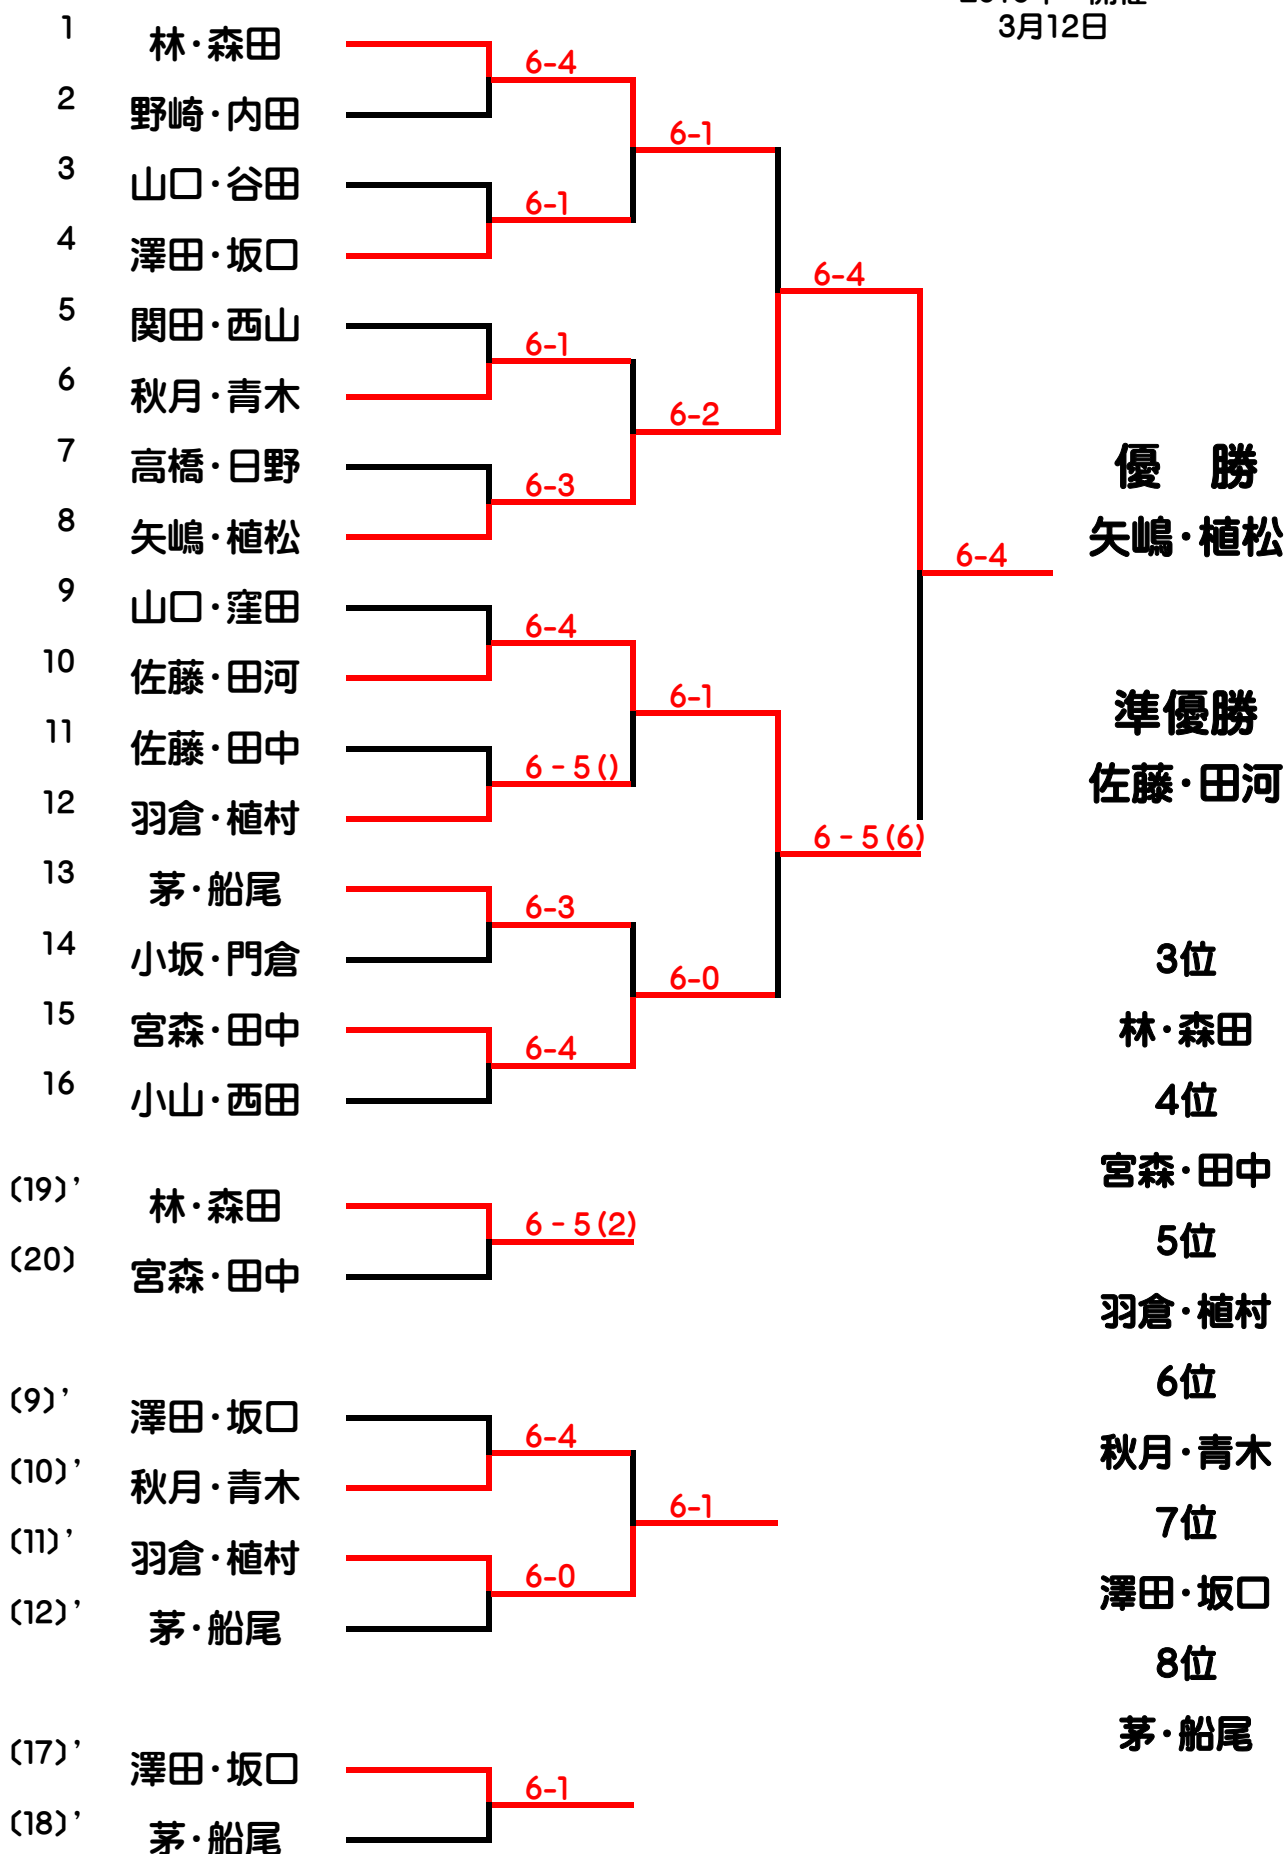 3月12日
1 林・森田
6-4
2 野崎・内田
6-1
3 山口・谷田
6-1
4 澤田・坂口
6-4
5 関田・西山
6-1
6 秋月・青木
6-2
7 高橋・日野
優 勝
6-3
8 矢嶋・植松
矢嶋・植松
6-4
9 山口・窪田
6-4
10 佐藤・田河
6-1
準優勝
11 佐藤・田中
6-5()
佐藤・田河
12 羽倉・植村
6-5(6)
13 茅・船尾
6-3
14 小坂・門倉
3位
6-0
15 宮森・田中
林・森田
6-4
16 小山・西田
4位
宮森・田中
(19)' 林・森田
6-5(2)
5位
(20) 宮森・田中
羽倉・植村
6位
(9)' 澤田・坂口
6-4
秋月・青木
(10)' 秋月・青木
6-1
7位
(11)' 羽倉・植村
6-0
澤田・坂口
(12)' 茅・船尾
8位
茅・船尾
(17)' 澤田・坂口
6-1
(18)' 茅・船尾